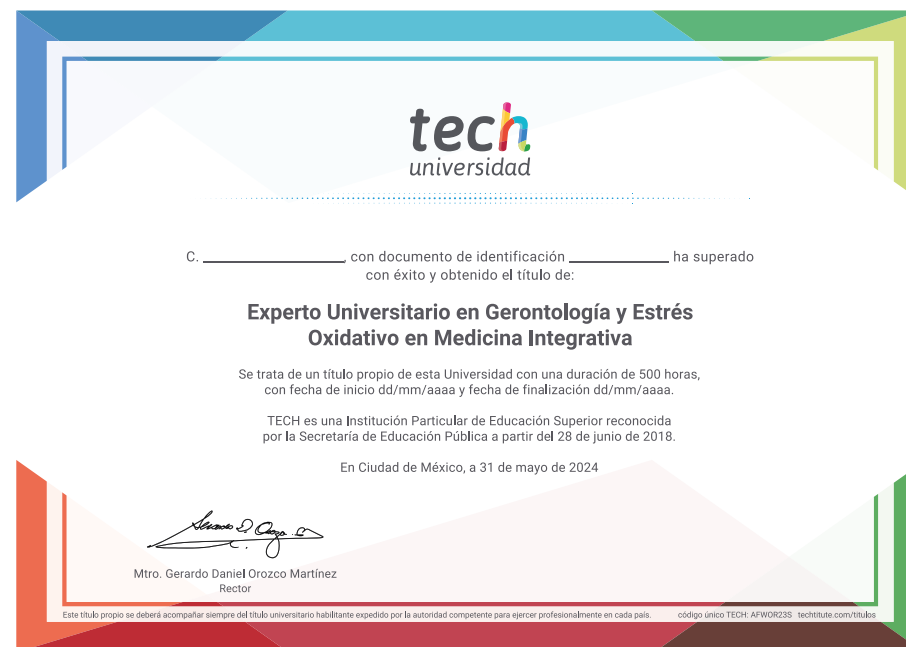 tech
universidad
C. ____________, con documento de identificación ____________ ha superado
con éxito y obtenido el título de:
Experto Universitario en Gerontología y Estrés
Oxidativo en Medicina Integrativa
Se trata de un título propio de esta Universidad con una duración de 500 horas,
con fecha de inicio dd/mm/aaaa y fecha de finalización dd/mm/aaaa.
TECH es una Institución Particular de Educación Superior reconocida
por la Secretaría de Educación Pública a partir del 28 de junio de 2018.
En Ciudad de México, a 31 de mayo de 2024
Mtro. Gerardo Daniel Orozco Martínez
Rector
Este título propio se deberá acompañar siempre del título universitario habilitante expedido por la autoridad competente para ejercer profesionalmente en cada país. código único TECH: AFWOR23S techtitute.com/titulos